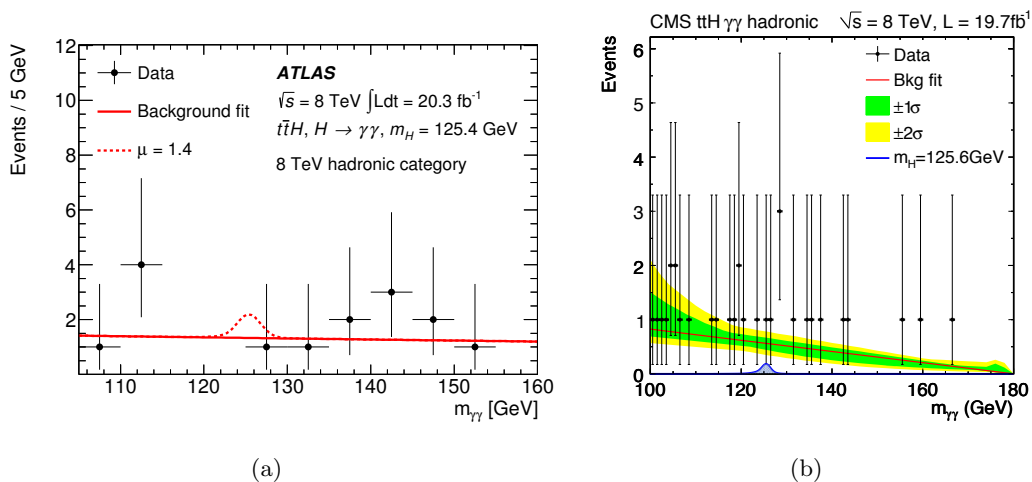 ATLAS
√s = 8 TeV ∫Ldt = 20.3 fb⁻¹
tt̄H, H → γγ, m_H = 125.4 GeV
8 TeV hadronic category
Data
Background fit
μ = 1.4
Events / 5 GeV
12
10
8
6
4
2
110 120 130 140 150 160
m_γγ [GeV]
(a)
CMS ttH γγ hadronic √s = 8 TeV, L = 19.7fb⁻¹
Data
Bkg fit
±1σ
±2σ
m_H=125.6GeV
Events
6
5
4
3
2
1
0
100 120 140 160 180
m_γγ (GeV)
(b)